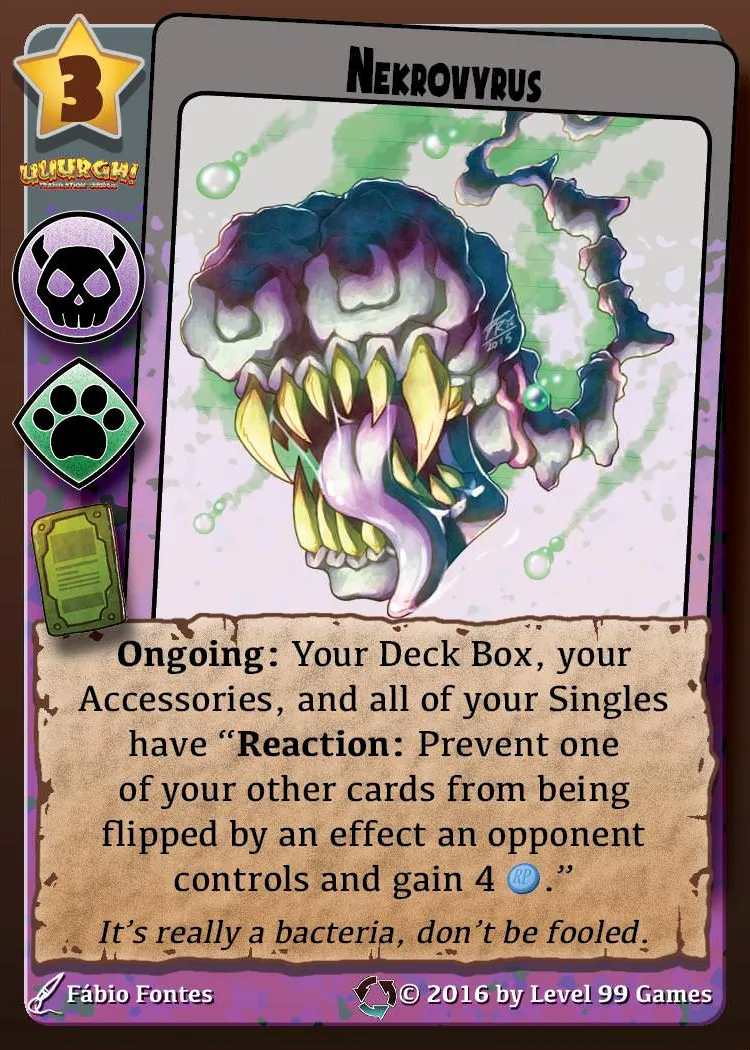 3
NEKROVYRUS
UUURGH!
FRK
2015
Ongoing: Your Deck Box, your
Accessories, and all of your Singles
have “Reaction: Prevent one
of your other cards from being
flipped by an effect an opponent
controls and gain 4 RP.”
It’s really a bacteria, don’t be fooled.
Fábio Fontes
© 2016 by Level 99 Games